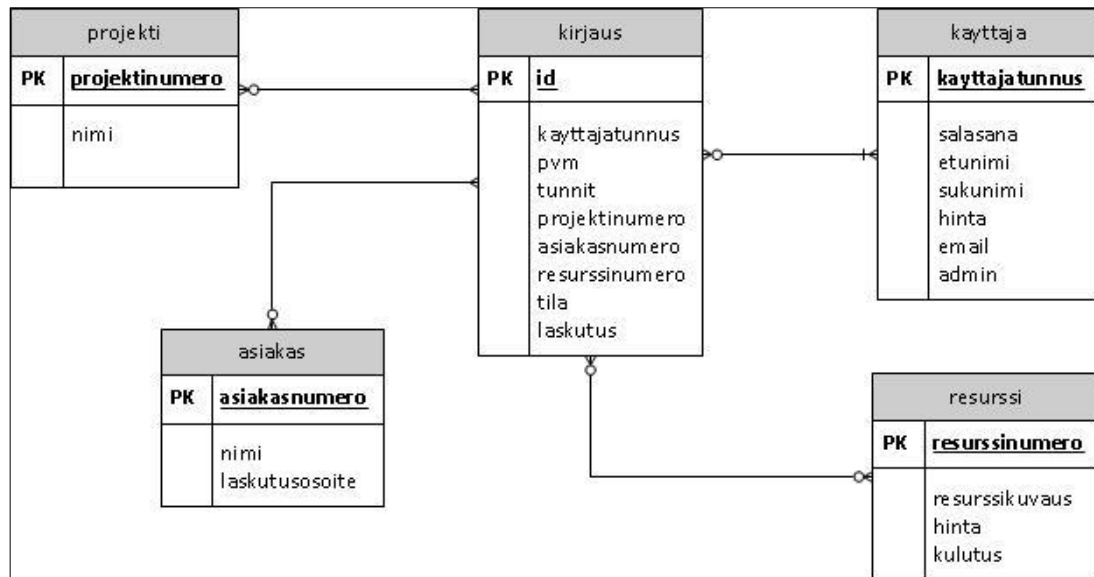 projekti
PK projektinumero
nimi
kirjaus
PK id
kayttajatunnus
pvm
tunnit
projektinumero
asiakasnumero
resurssinumero
tila
laskutus
kayttaja
PK kayttajatunnus
salasana
etunimi
sukunimi
hinta
email
admin
asiakas
PK asiakasnumero
nimi
laskutusosoite
resurssi
PK resurssinumero
resurssikuvaus
hinta
kulutus